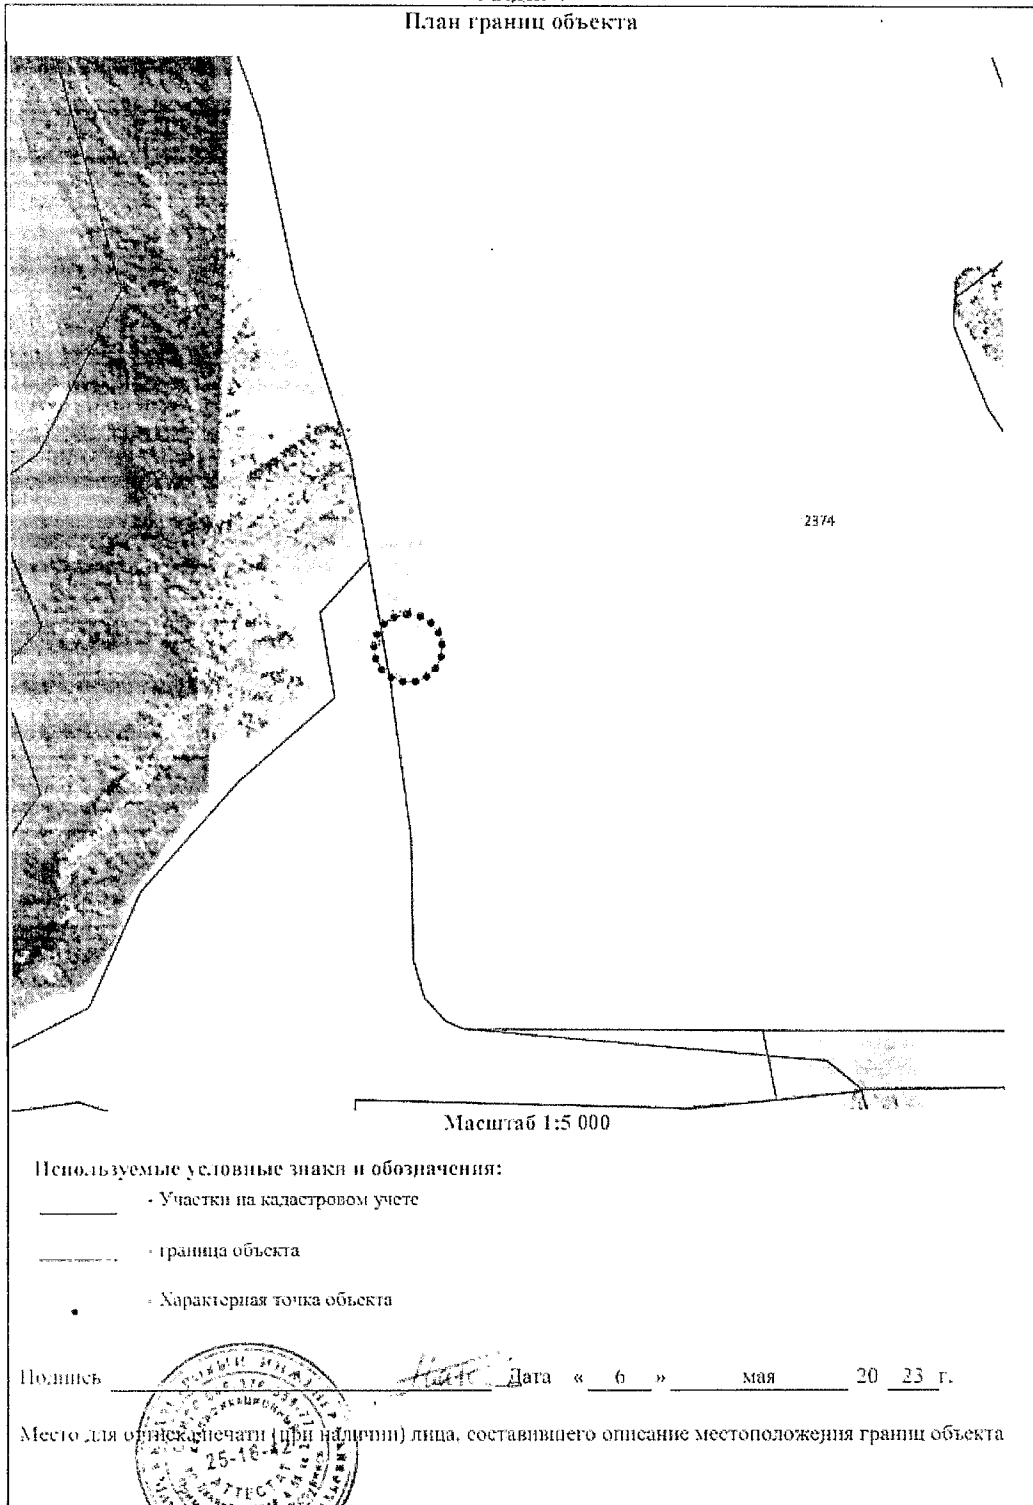 План границ объекта
2374
Масштаб 1:5 000
Используемые условные знаки и обозначения:
- Участки на кадастровом учете
- граница объекта
- Характерная точка объекта
Подпись Дата « 6 » мая 20 23 г.
Место для оттиска печати (при наличии) лица, составившего описание местоположения границ объекта
25-16-
АТТЕСТАТ